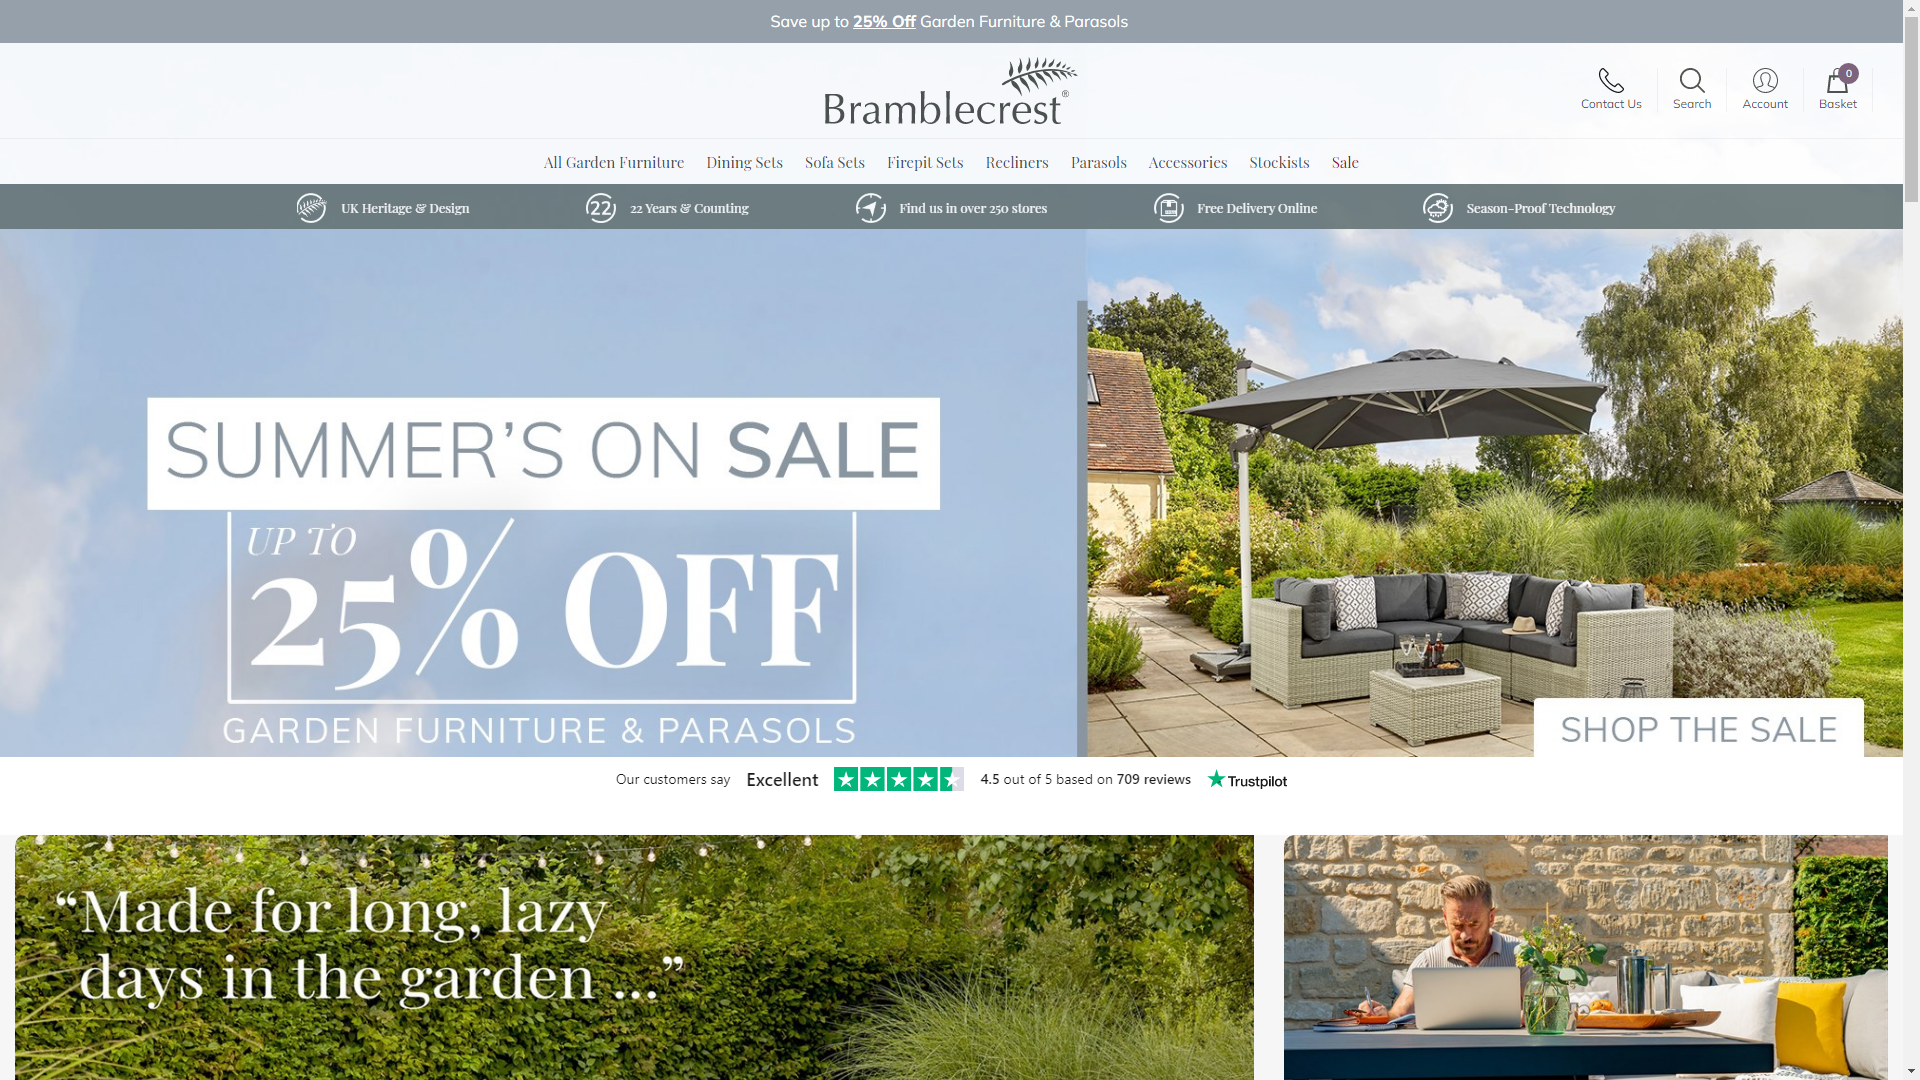 Save up to 25% Off Garden Furniture & Parasols
Bramblecrest®
Contact Us
Search
Account
0
Basket
All Garden Furniture
Dining Sets
Sofa Sets
Firepit Sets
Recliners
Parasols
Accessories
Stockists
Sale
UK Heritage & Design
22
22 Years & Counting
Find us in over 250 stores
Free Delivery Online
Season-Proof Technology
SUMMER'S ON SALE
UP TO
25% OFF
GARDEN FURNITURE & PARASOLS
SHOP THE SALE
Our customers say Excellent 4.5 out of 5 based on 709 reviews Trustpilot
“Made for long, lazy
days in the garden ...”